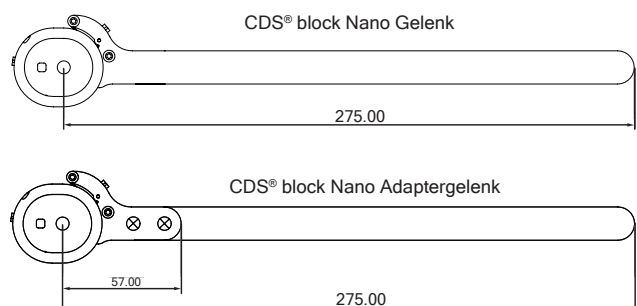 CDS® block Nano Gelenk
275.00
CDS® block Nano Adaptergelenk
57.00
275.00